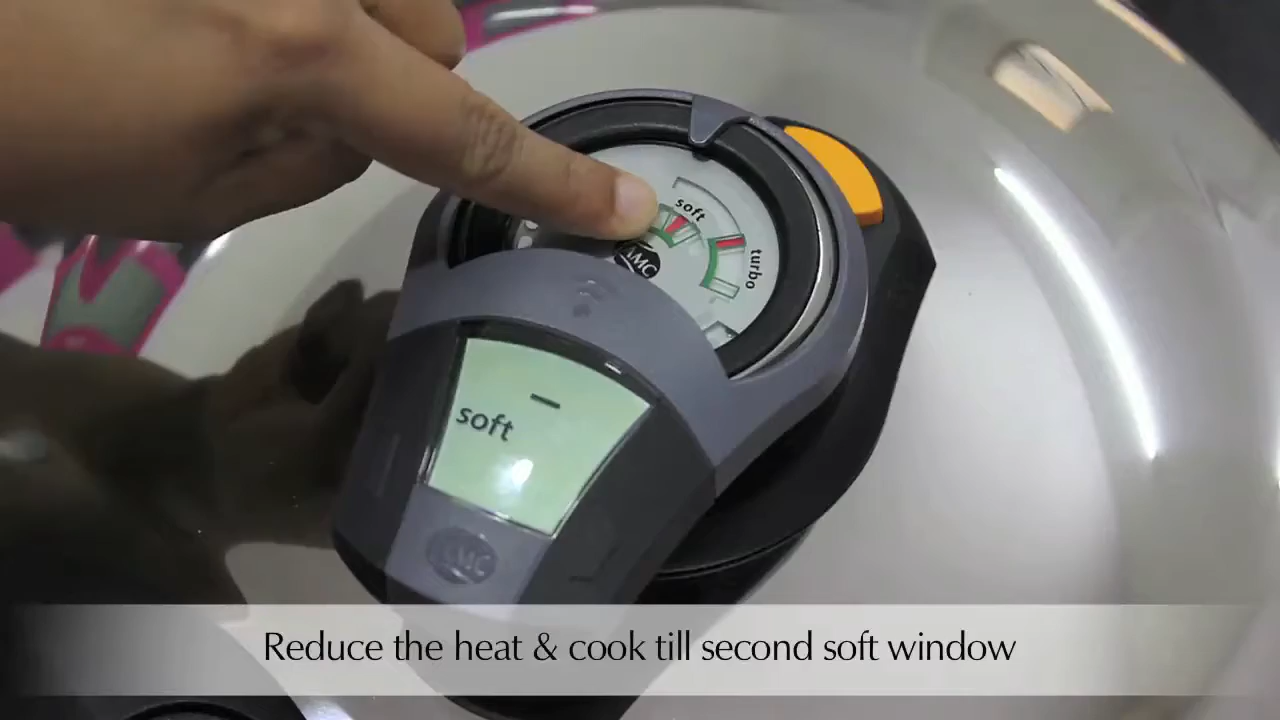 soft
turbo
AMC
soft
AMC
Reduce the heat & cook till second soft window